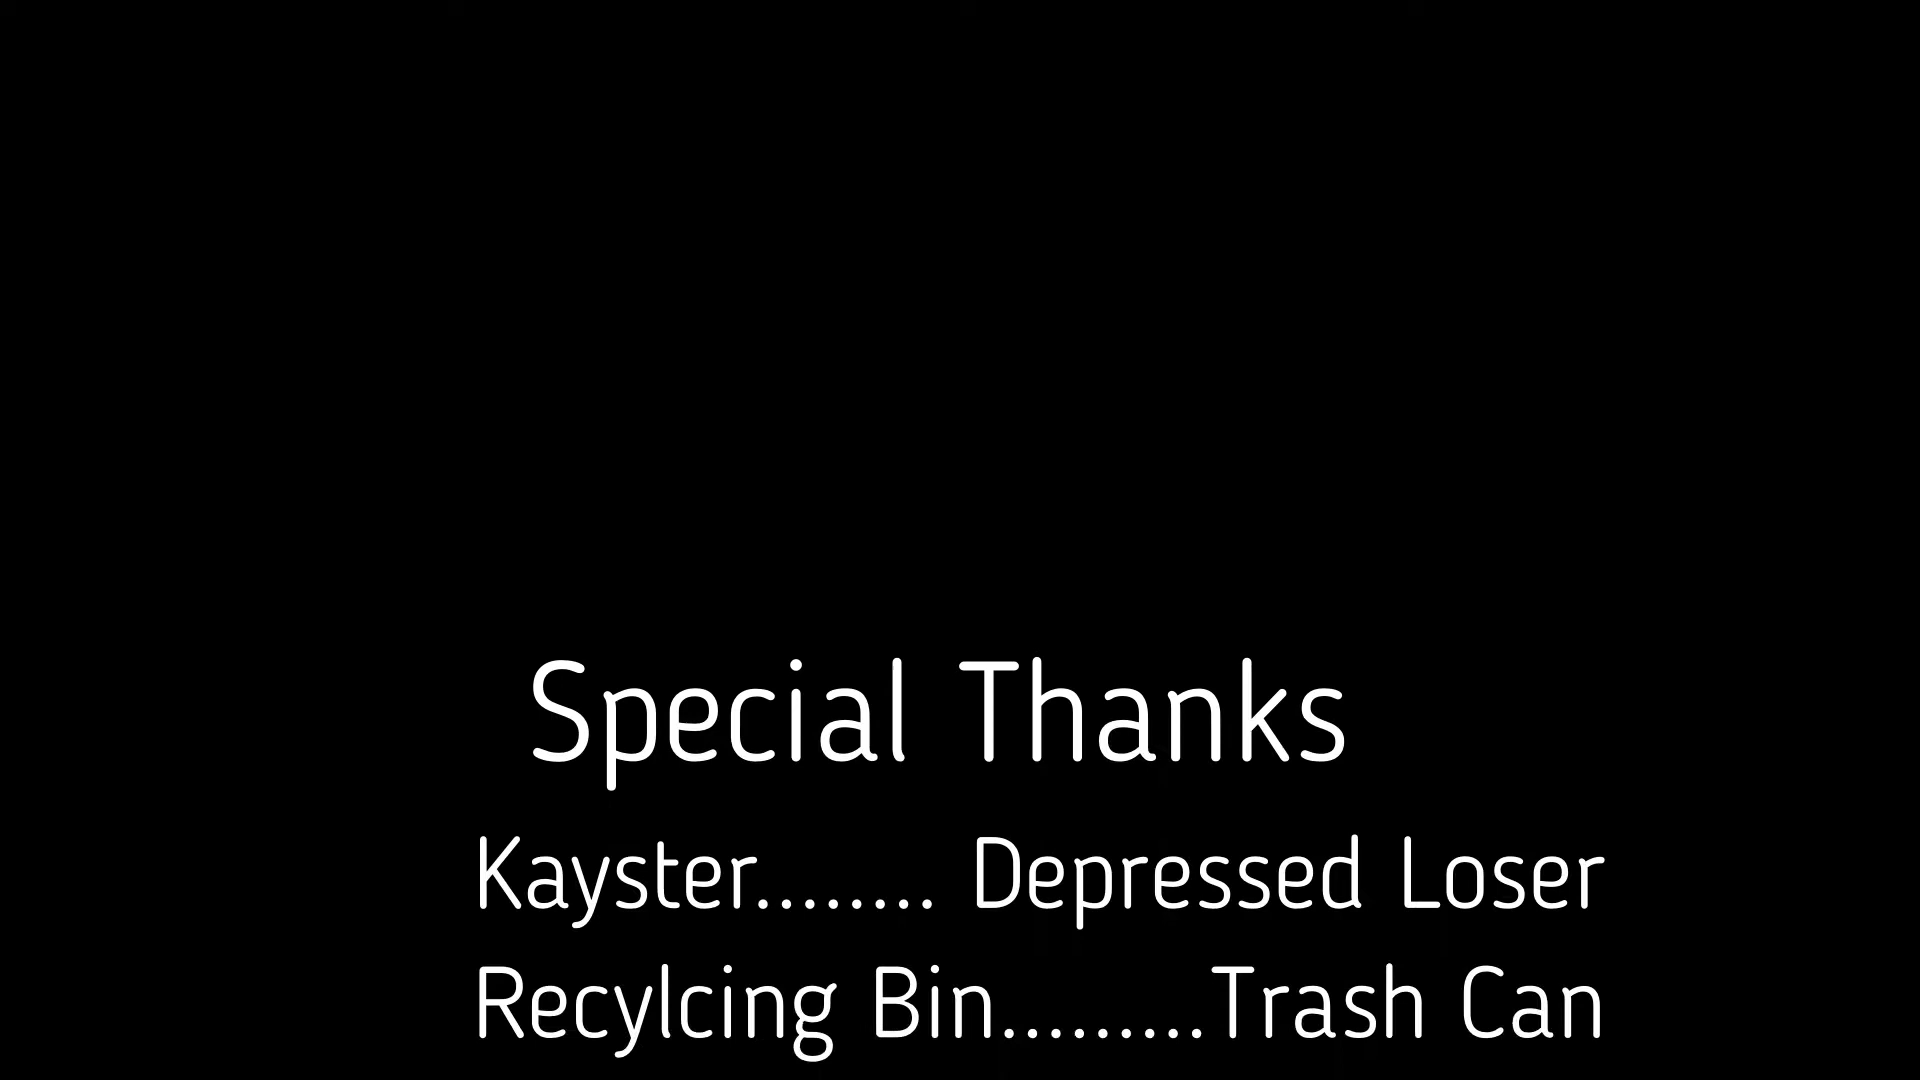 Special Thanks
Kayster........ Depressed Loser
Recylcing Bin.........Trash Can